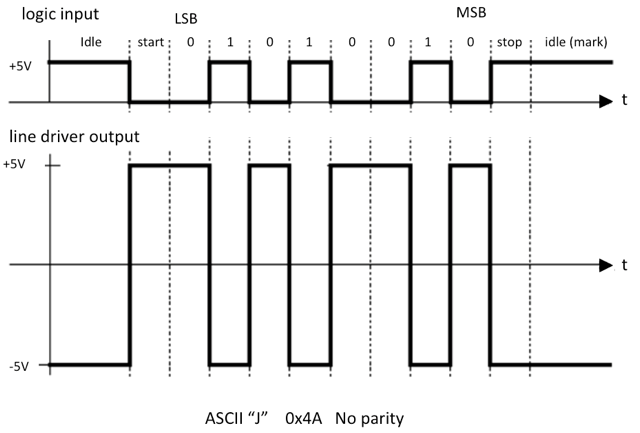 logic input
LSB
MSB
Idle start 0 1 0 1 0 0 1 0 stop idle (mark)
+5V
t
line driver output
+5V
t
-5V
ASCII “J” 0x4A No parity